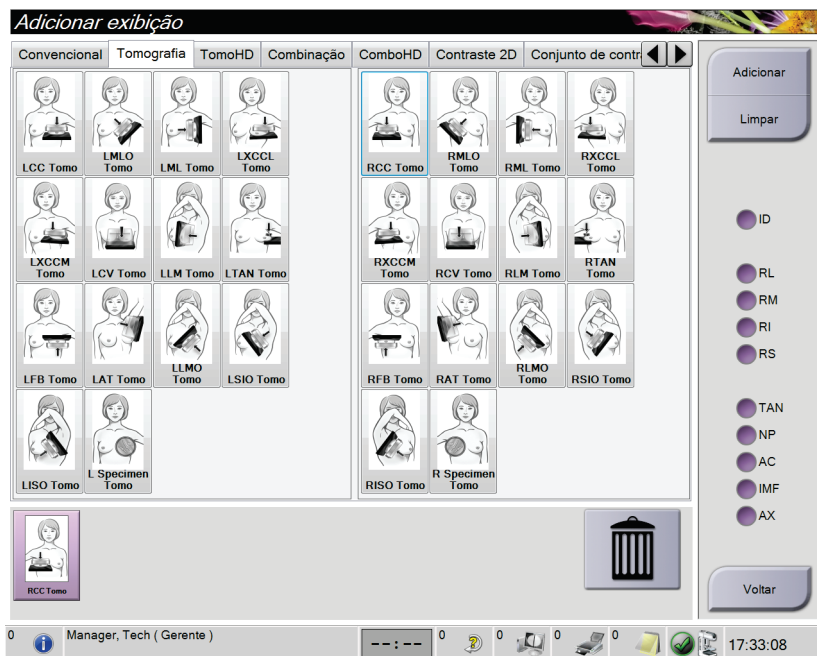 Adicionar exibição
Convencional Tomografia TomoHD Combinação ComboHD Contraste 2D Conjunto de contr
Adicionar
Limpar
LCC Tomo
LMLO
Tomo
LML Tomo
LXCCL
Tomo
RCC Tomo
RMLO
Tomo
RML Tomo
RXCCL
Tomo
LXCCM
Tomo
LCV Tomo
LLM Tomo
LTAN Tomo
RXCCM
Tomo
RCV Tomo
RLM Tomo
RTAN
Tomo
LFB Tomo
LAT Tomo
LLMO
Tomo
LSIO Tomo
RFB Tomo
RAT Tomo
RLMO
Tomo
RSIO Tomo
LISO Tomo
L Specimen
Tomo
RISO Tomo
R Specimen
Tomo
ID
RL
RM
RI
RS
TAN
NP
AC
IMF
AX
RCC Tomo
Voltar
0 Manager, Tech ( Gerente ) --:-- 0 0 0 0 17:33:08